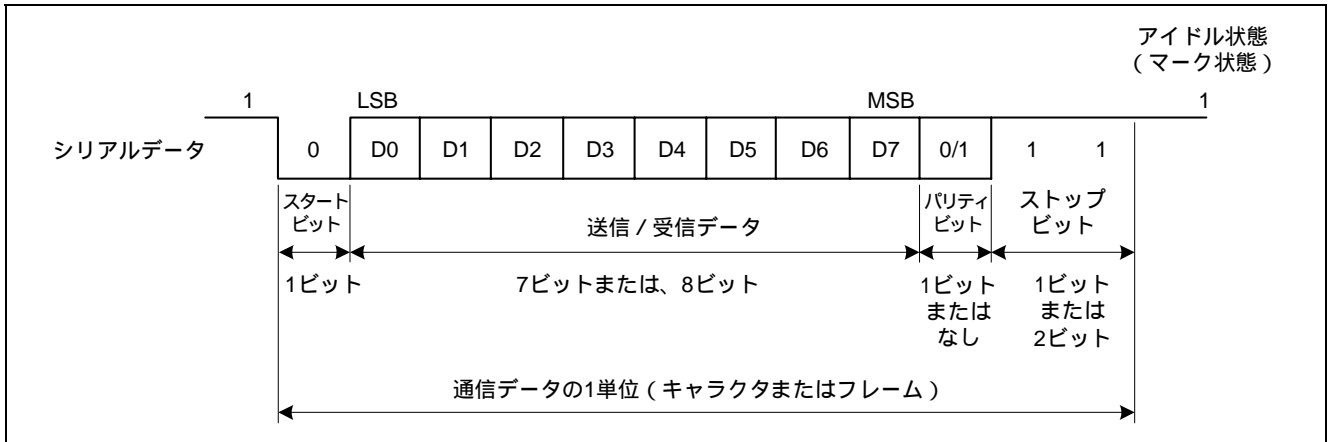 アイドル状態
(マーク状態)
1 LSB MSB 1
シリアルデータ 0 D0 D1 D2 D3 D4 D5 D6 D7 0/1 1 1
スタート
ビット
送信/受信データ
パリティ
ビット
ストップ
ビット
1ビット
7ビットまたは、8ビット
1ビット
または
なし
1ビット
または
2ビット
通信データの1単位(キャラクタまたはフレーム)